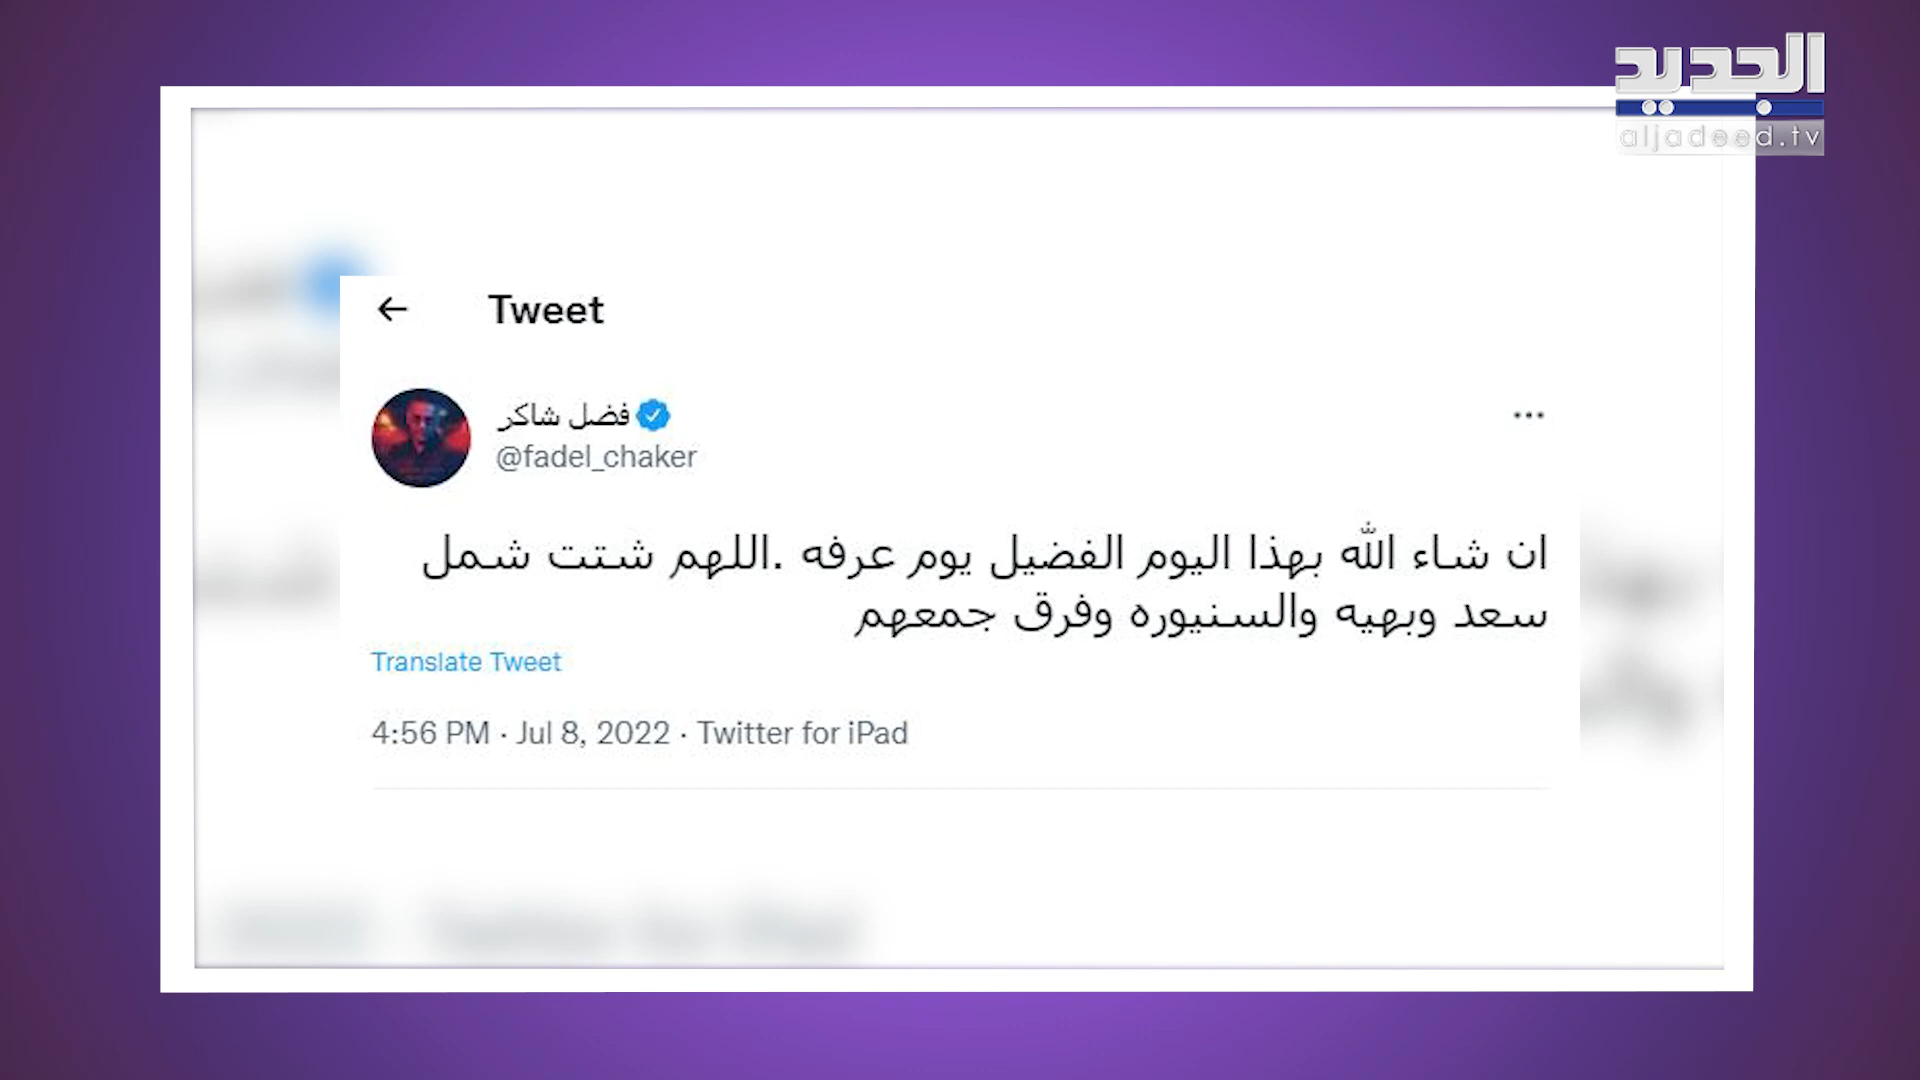 الجديد
aljadeed.tv
Tweet
فضل شاكر
@fadel_chaker
ان شاء الله بهذا اليوم الفضيل يوم عرفه .اللهم شتت شمل
سعد وبهيه والسنيوره وفرق جمعهم
Translate Tweet
4:56 PM · Jul 8, 2022 · Twitter for iPad